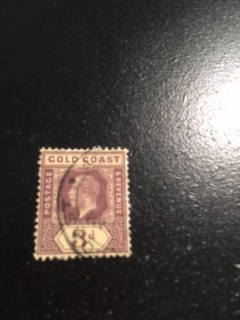 GOLD COAST
POSTAGE
& REVENUE
3d